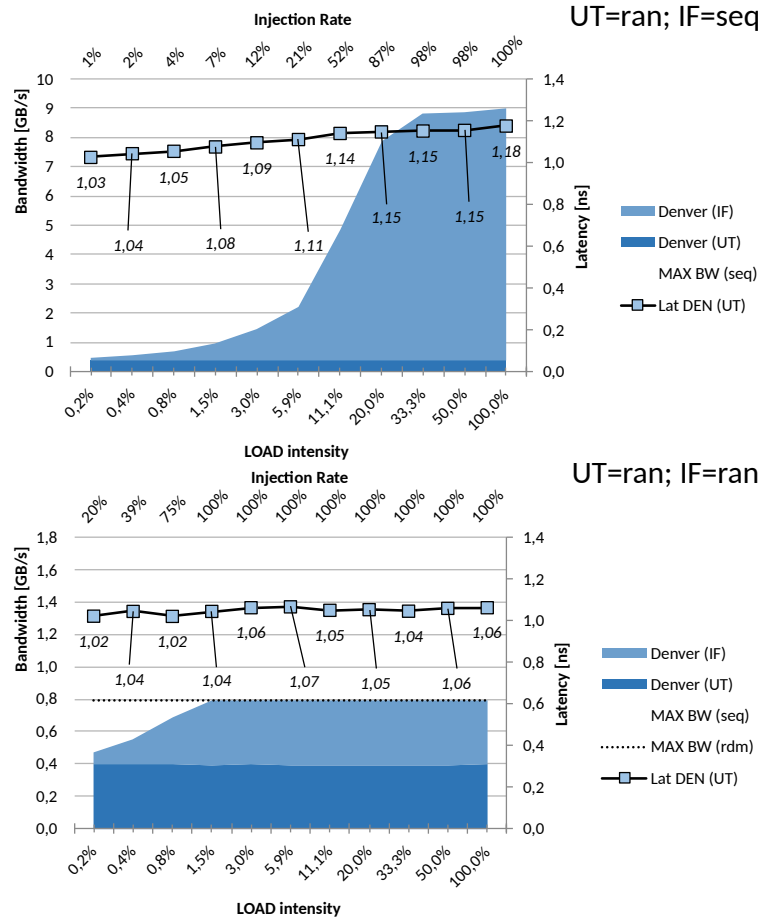 Injection Rate
UT=ran; IF=seq
1% 2% 4% 7% 12% 21% 52% 87% 98% 98% 100%
Bandwidth [GB/s]
10
9
8
7
6
5
4
3
2
1
0
1,4
1,2
1,0
0,8
0,6
0,4
0,2
0,0
Latency [ns]
1,03 1,04 1,05 1,08 1,09 1,11 1,14 1,15 1,15 1,15 1,18
Denver (IF)
Denver (UT)
MAX BW (seq)
Lat DEN (UT)
0,2% 0,4% 0,8% 1,5% 3,0% 5,9% 11,1% 20,0% 33,3% 50,0% 100,0%
LOAD intensity
Injection Rate
UT=ran; IF=ran
20% 39% 75% 100% 100% 100% 100% 100% 100% 100% 100%
Bandwidth [GB/s]
1,8
1,6
1,4
1,2
1,0
0,8
0,6
0,4
0,2
0,0
1,4
1,2
1,0
0,8
0,6
0,4
0,2
0,0
Latency [ns]
1,02 1,04 1,02 1,04 1,06 1,07 1,05 1,05 1,04 1,06 1,06
Denver (IF)
Denver (UT)
MAX BW (seq)
MAX BW (rdm)
Lat DEN (UT)
0,2% 0,4% 0,8% 1,5% 3,0% 5,9% 11,1% 20,0% 33,3% 50,0% 100,0%
LOAD intensity